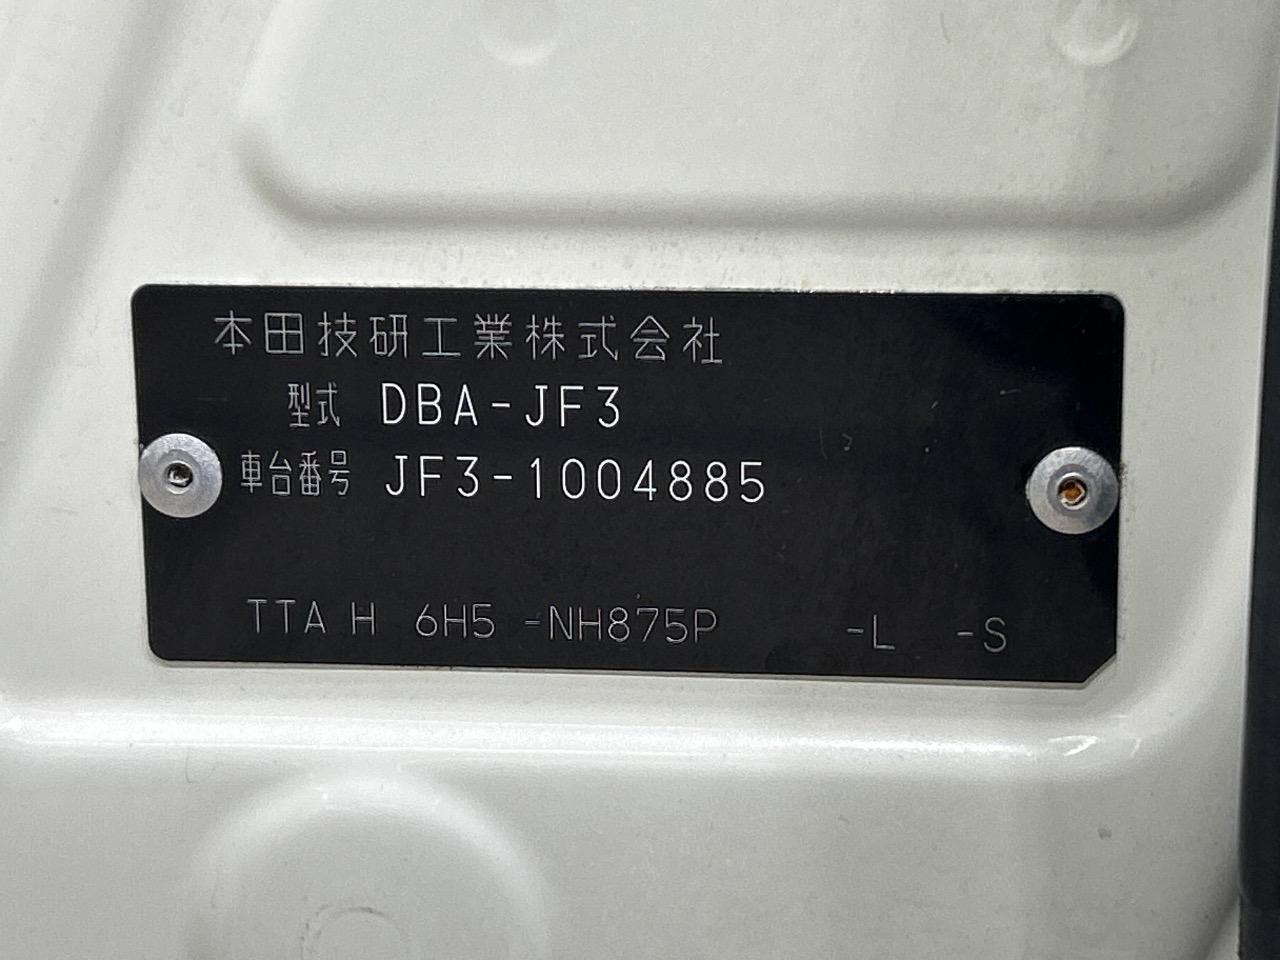 本田技研工業株式会社
型式 DBA-JF3
車台番号 JF3-1004885
TTA H 6H5 -NH875P -L -S